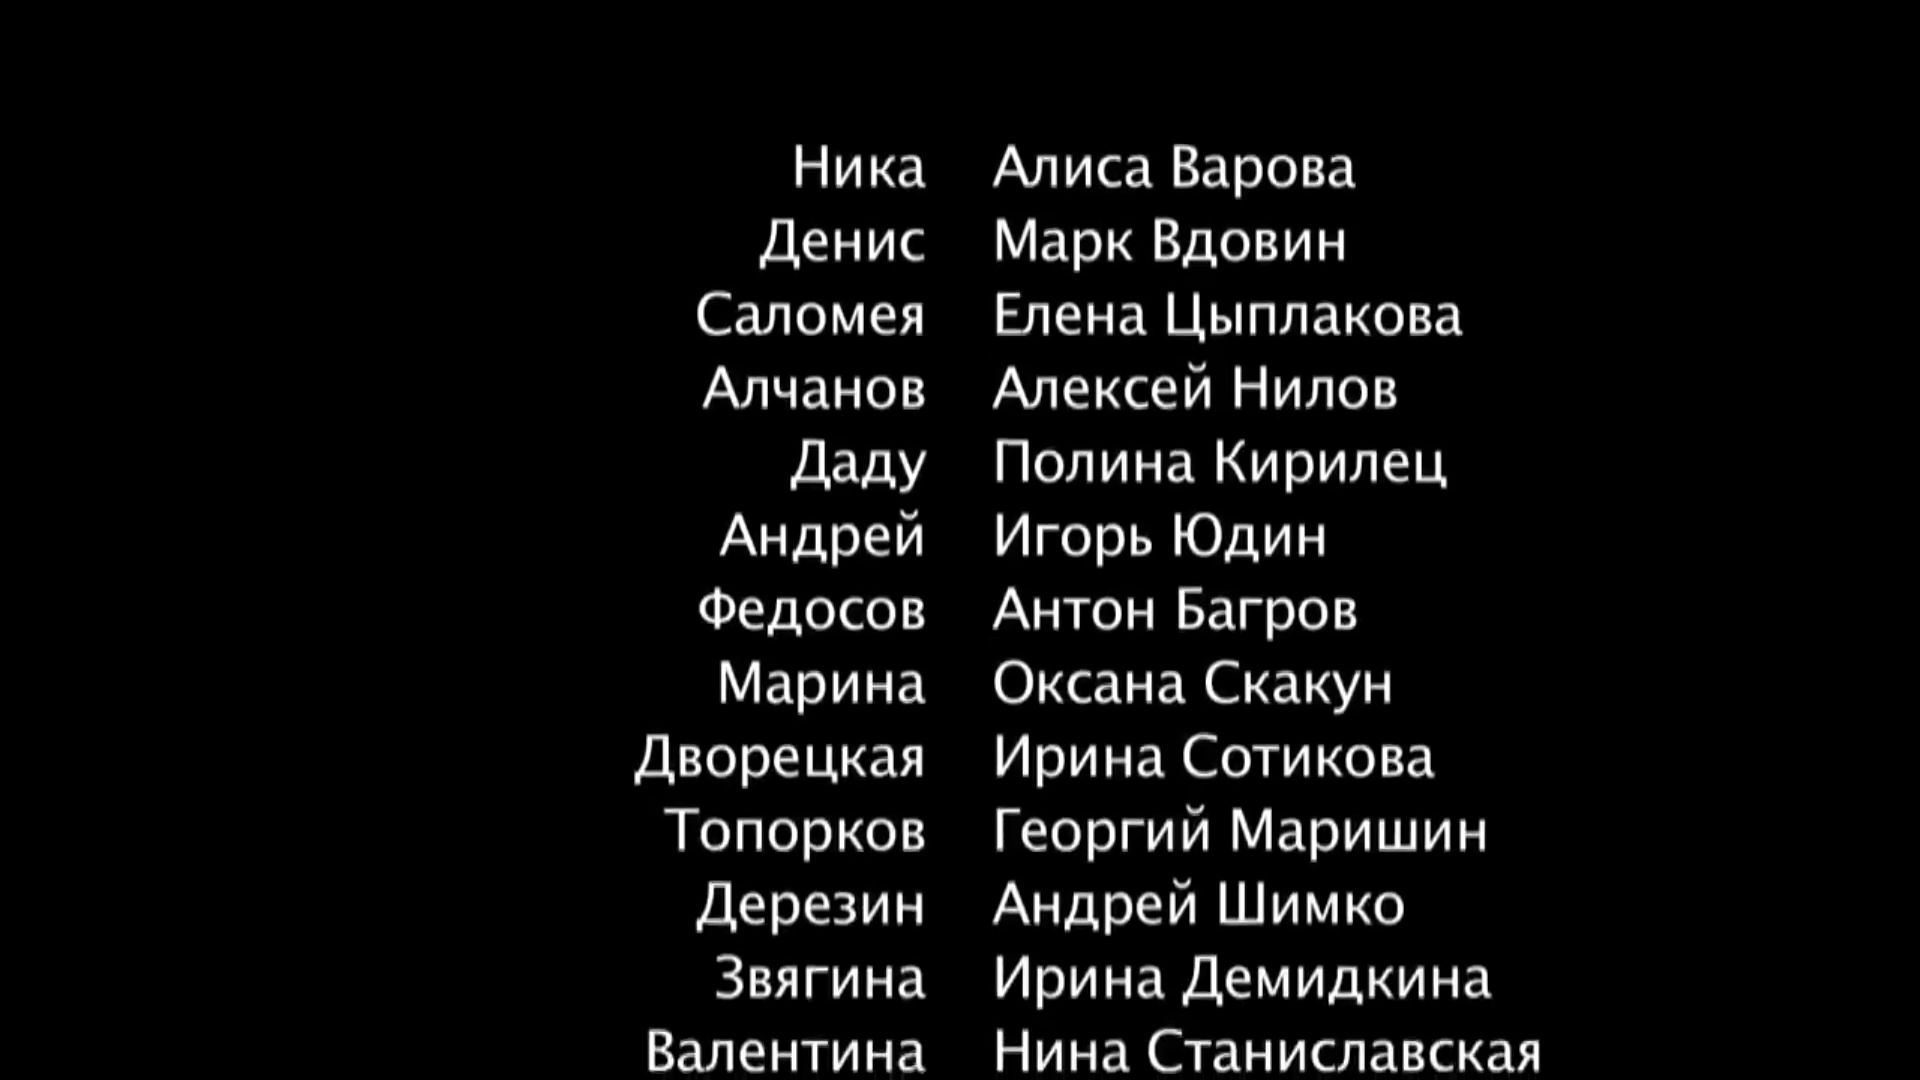 Ника Алиса Варова
Денис Марк Вдовин
Саломея Елена Цыплакова
Алчанов Алексей Нилов
Даду Полина Кирилец
Андрей Игорь Юдин
Федосов Антон Багров
Марина Оксана Скакун
Дворецкая Ирина Сотикова
Топорков Георгий Маришин
Дерезин Андрей Шимко
Звягина Ирина Демидкина
Валентина Нина Станиславская